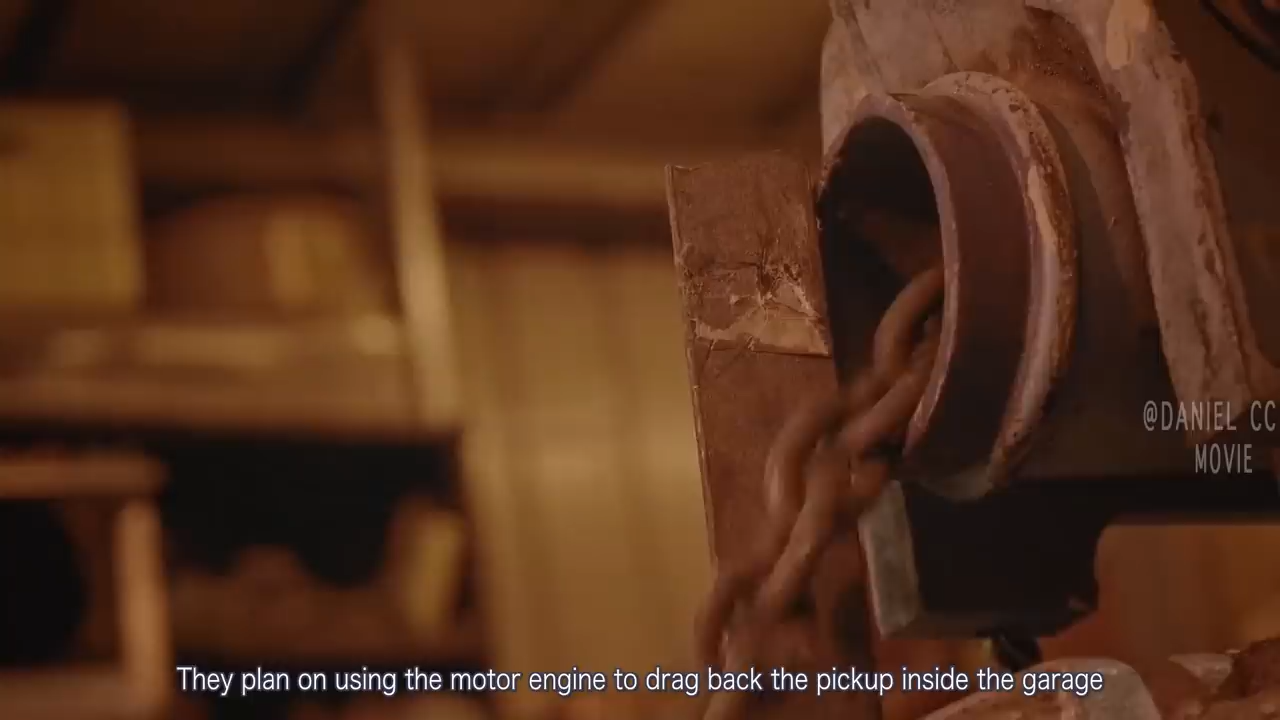 @DANIEL CC
MOVIE
They plan on using the motor engine to drag back the pickup inside the garage